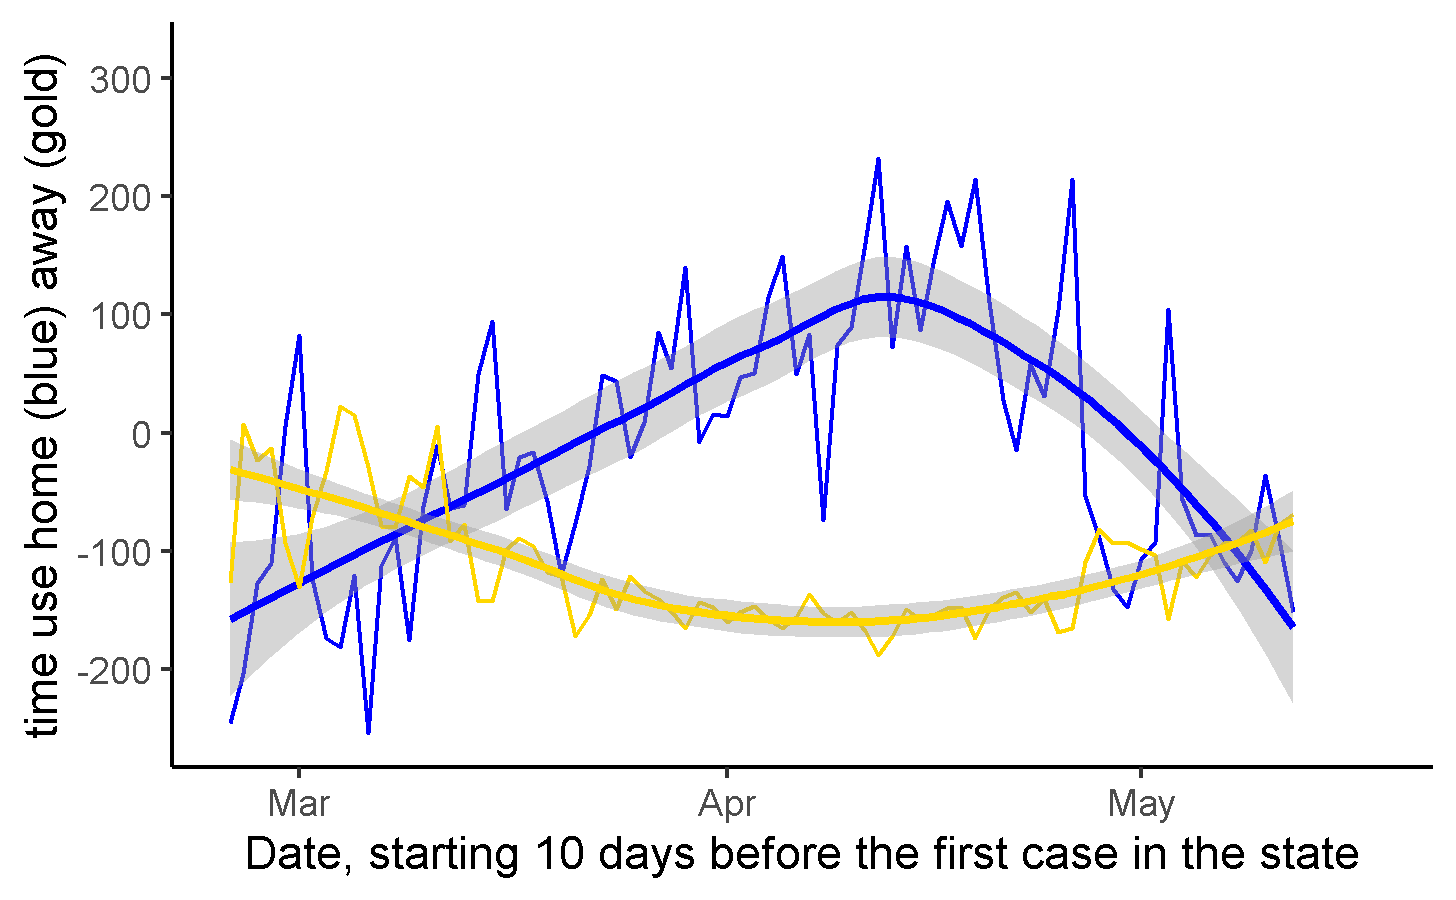 time use home (blue) away (gold)
300
200
100
0
-100
-200
Mar
Apr
May
Date, starting 10 days before the first case in the state